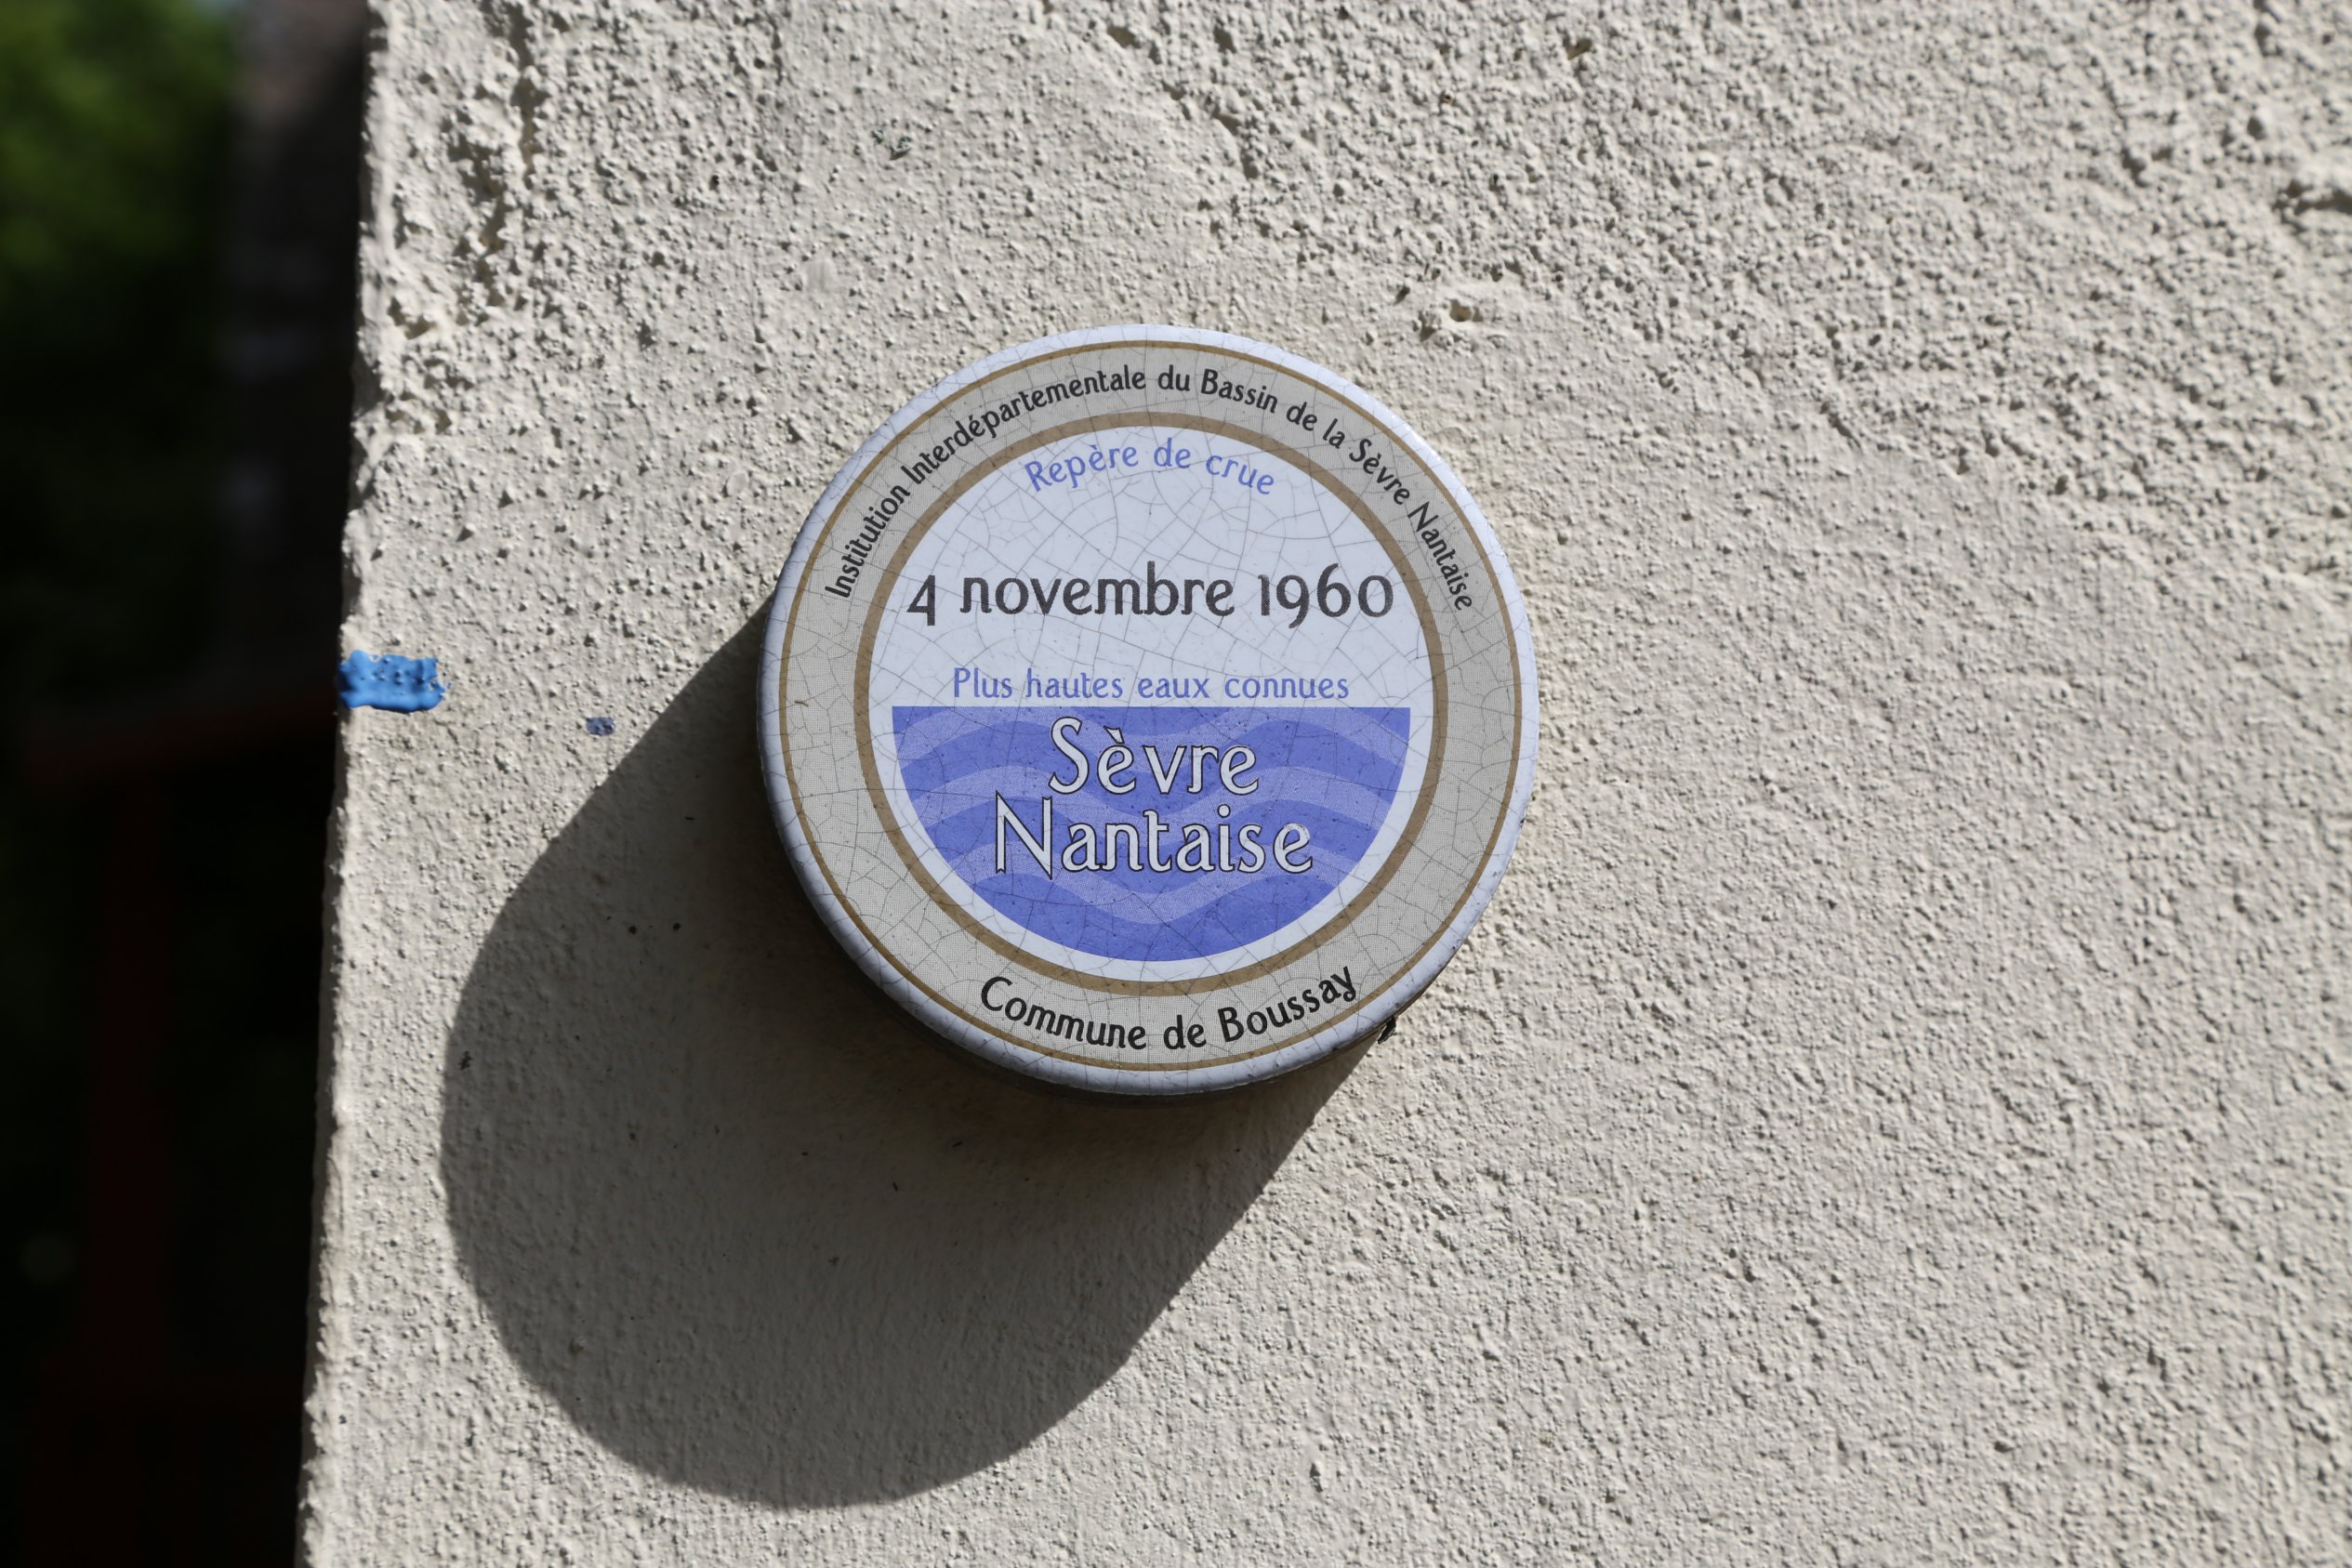 Institution Interdépartementale du Bassin de la Sèvre Nantaise
Repère de crue
4 novembre 1960
Plus hautes eaux connues
Sèvre
Nantaise
Commune de Boussay